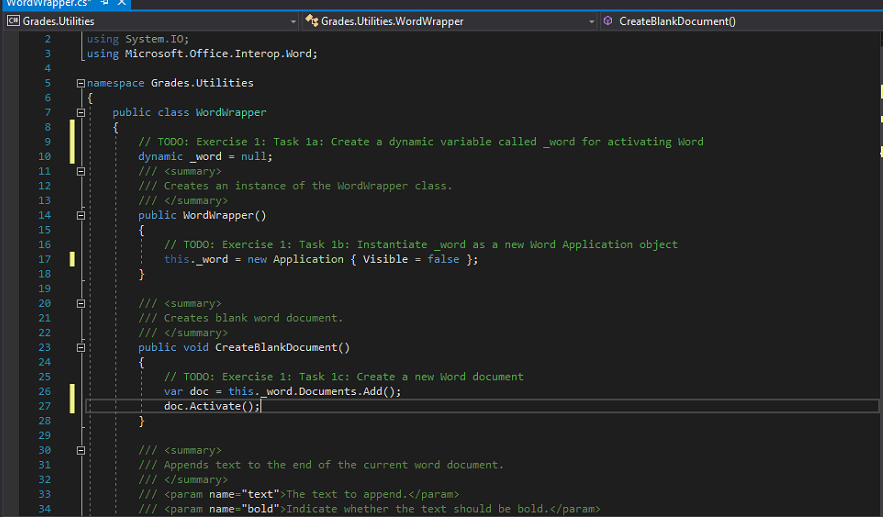 WordWrapper.cs*
C# Grades.Utilities Grades.Utilities.WordWrapper CreateBlankDocument()
2 using System.IO;
3 using Microsoft.Office.Interop.Word;
4
5 namespace Grades.Utilities
6 {
7 public class WordWrapper
8 {
9 // TODO: Exercise 1: Task 1a: Create a dynamic variable called _word for activating Word
10 dynamic _word = null;
11 /// <summary>
12 /// Creates an instance of the WordWrapper class.
13 /// </summary>
14 public WordWrapper()
15 {
16 // TODO: Exercise 1: Task 1b: Instantiate _word as a new Word Application object
17 this._word = new Application { Visible = false };
18 }
19
20 /// <summary>
21 /// Creates blank word document.
22 /// </summary>
23 public void CreateBlankDocument()
24 {
25 // TODO: Exercise 1: Task 1c: Create a new Word document
26 var doc = this._word.Documents.Add();
27 doc.Activate();
28 }
29
30 /// <summary>
31 /// Appends text to the end of the current word document.
32 /// </summary>
33 /// <param name="text">The text to append.</param>
34 /// <param name="bold">Indicate whether the text should be bold.</param>